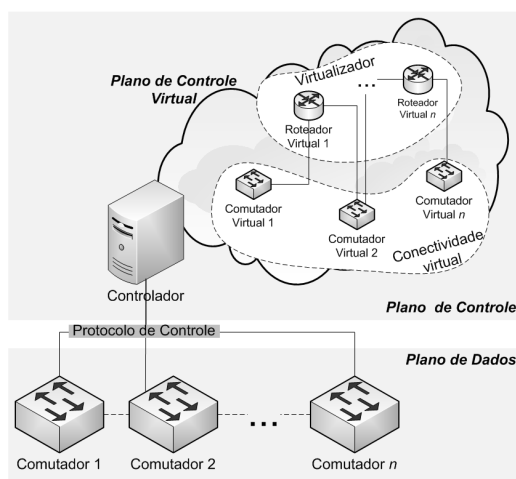 Plano de Controle
Virtual
Virtualizador
...
Roteador
Virtual 1
Roteador
Virtual n
Comutador
Virtual 1
Comutador
Virtual 2
Comutador
Virtual n
Conectividade
virtual
Controlador
Plano de Controle
Protocolo de Controle
Plano de Dados
...
Comutador 1
Comutador 2
Comutador n